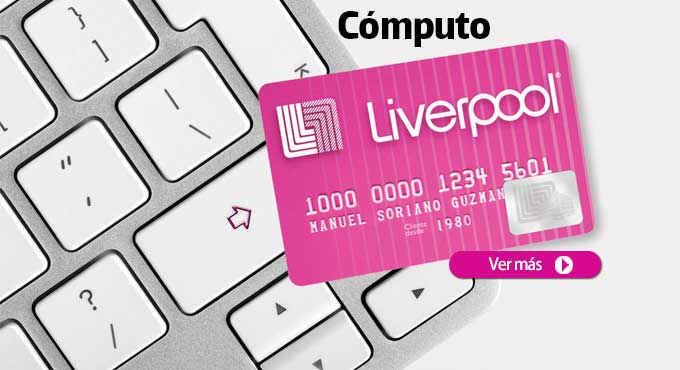 Cómputo
Liverpool®
1000 0000 1234 5601
MANUEL SORIANO GUZMAN
Cliente
desde 1980
Ver más
}
]
|
\
"
,
?
/
K